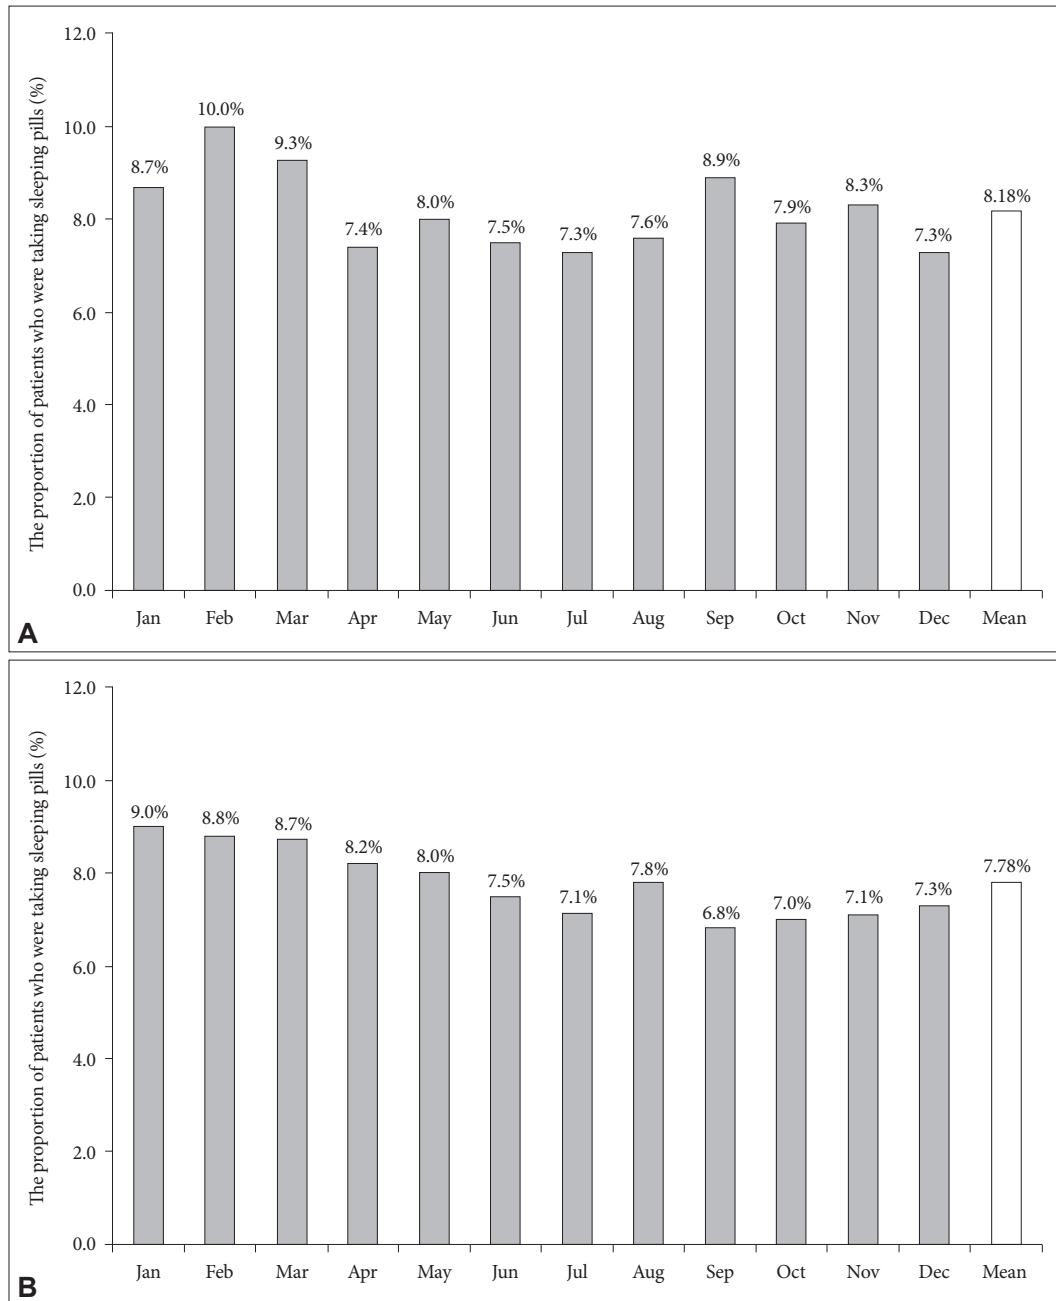 The proportion of patients who were taking sleeping pills (%)
12.0
10.0
8.0
6.0
4.0
2.0
0.0
8.7%
10.0%
9.3%
7.4%
8.0%
7.5%
7.3%
7.6%
8.9%
7.9%
8.3%
7.3%
8.18%
Jan
Feb
Mar
Apr
May
Jun
Jul
Aug
Sep
Oct
Nov
Dec
Mean
A
The proportion of patients who were taking sleeping pills (%)
12.0
10.0
8.0
6.0
4.0
2.0
0.0
9.0%
8.8%
8.7%
8.2%
8.0%
7.5%
7.1%
7.8%
6.8%
7.0%
7.1%
7.3%
7.78%
Jan
Feb
Mar
Apr
May
Jun
Jul
Aug
Sep
Oct
Nov
Dec
Mean
B